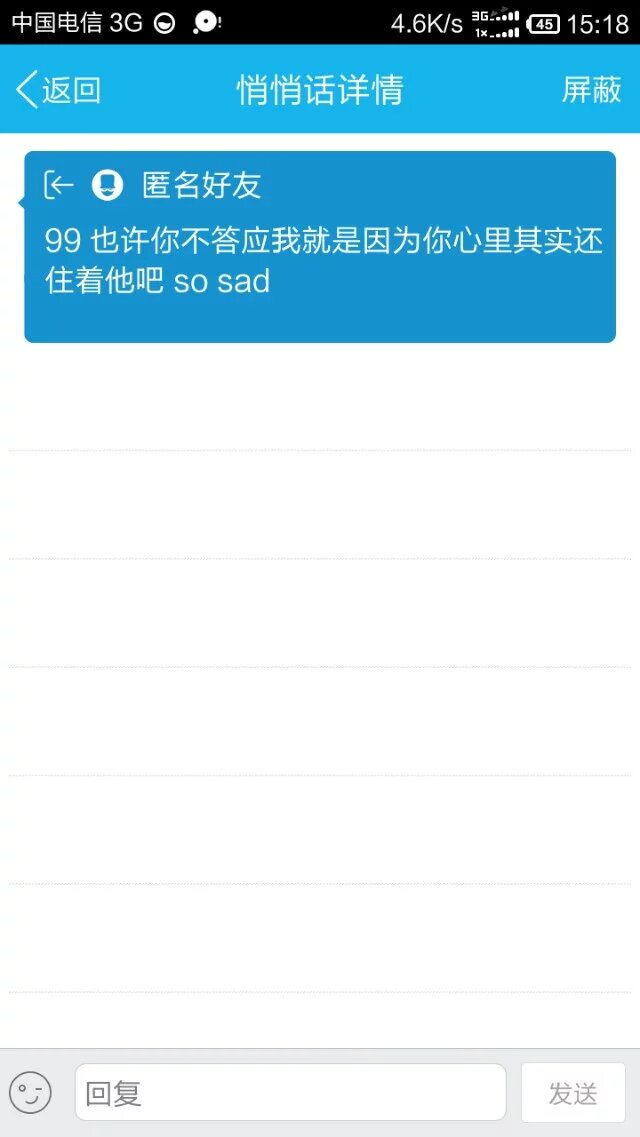 中国电信 3G 4.6K/s 3G 1x 45 15:18
返回 悄悄话详情 屏蔽
匿名好友
99 也许你不答应我就是因为你心里其实还
住着他吧 so sad
回复 发送